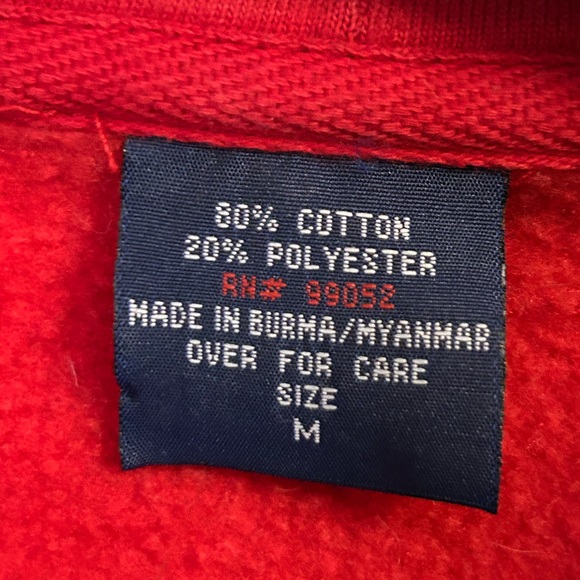 80% COTTON
20% POLYESTER
RN# 99052
MADE IN BURMA/MYANMAR
OVER FOR CARE
SIZE
M